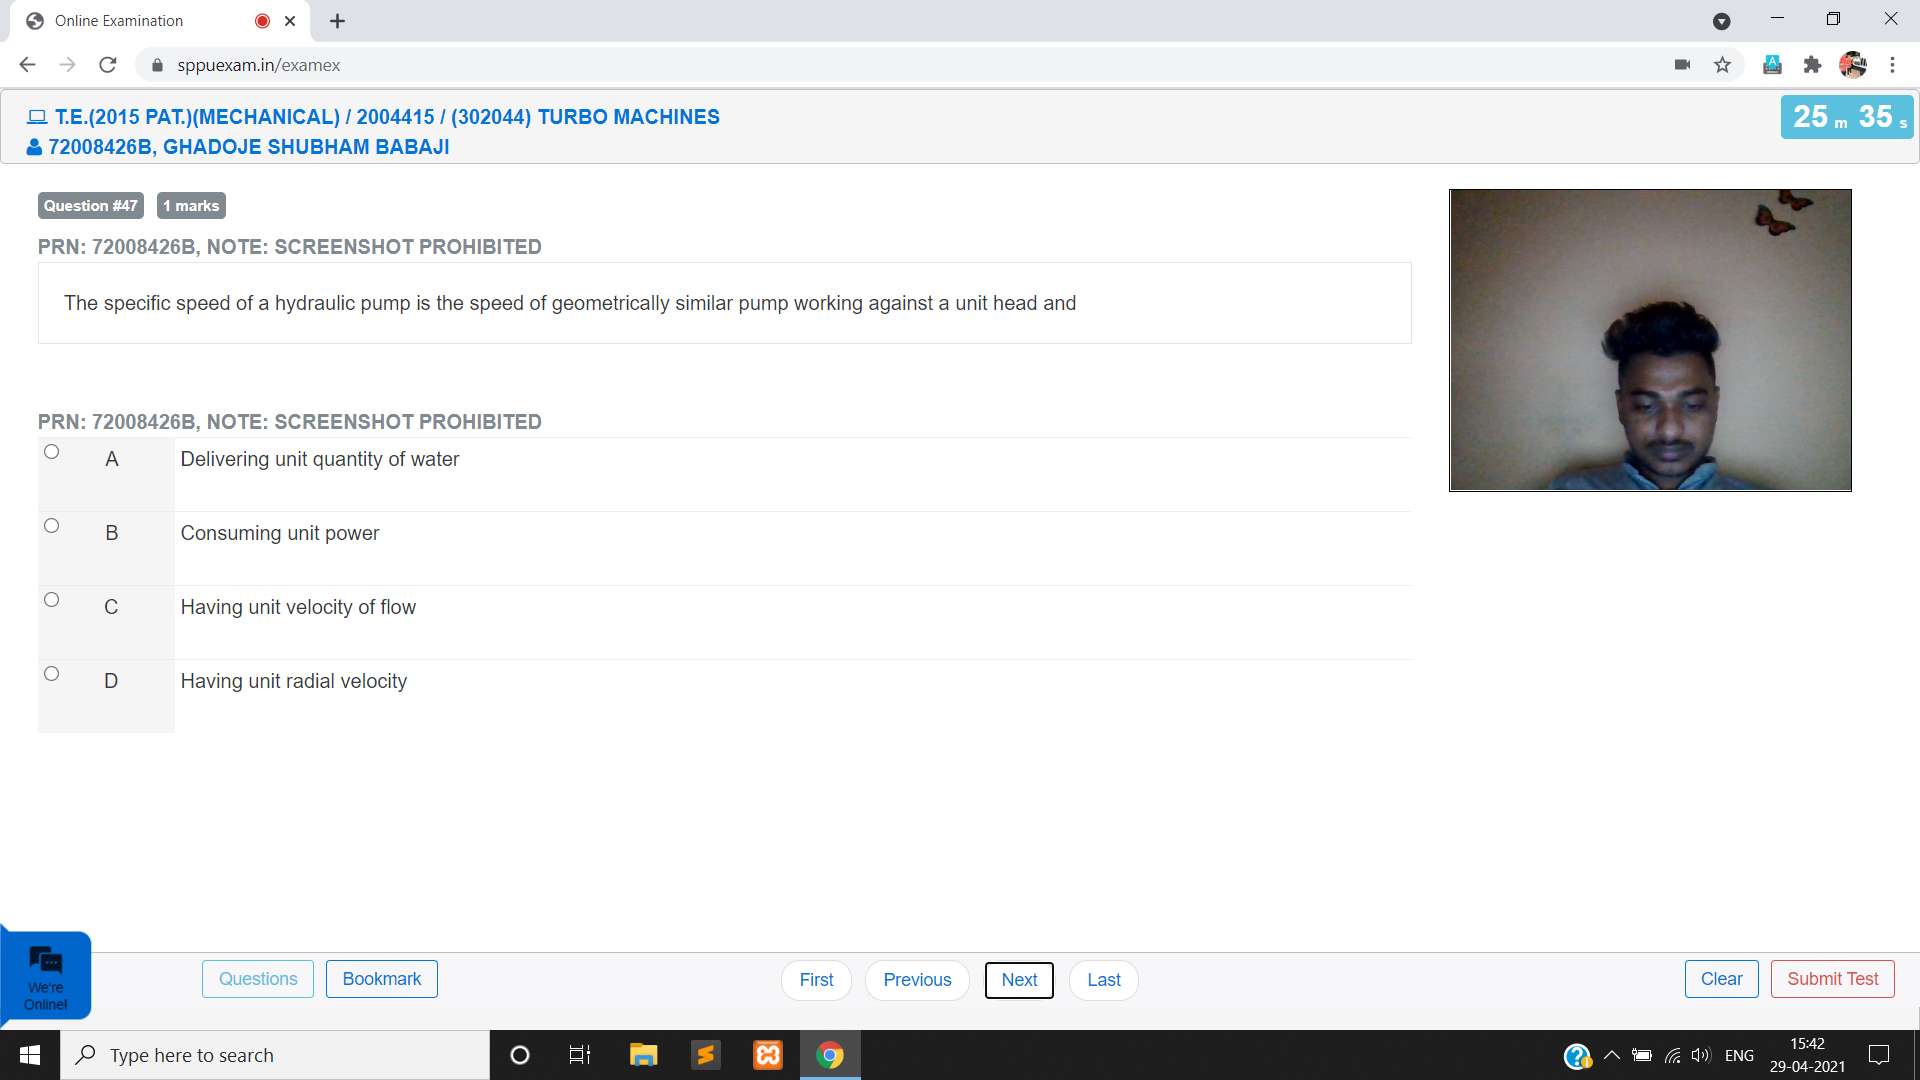 Online Examination
sppuexam.in/examex
T.E.(2015 PAT.)(MECHANICAL) / 2004415 / (302044) TURBO MACHINES
25 m 35 s
72008426B, GHADOJE SHUBHAM BABAJI
Question #47 1 marks
PRN: 72008426B, NOTE: SCREENSHOT PROHIBITED
The specific speed of a hydraulic pump is the speed of geometrically similar pump working against a unit head and
PRN: 72008426B, NOTE: SCREENSHOT PROHIBITED
A Delivering unit quantity of water
B Consuming unit power
C Having unit velocity of flow
D Having unit radial velocity
We're
Online!
Questions Bookmark First Previous Next Last Clear Submit Test
Type here to search
ENG
15:42
29-04-2021